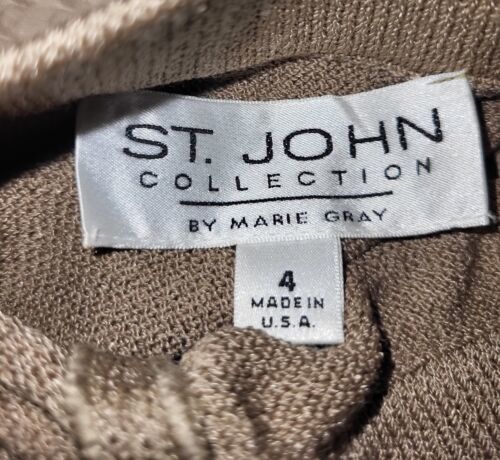 ST. JOHN
COLLECTION
BY MARIE GRAY
4
MADE IN
U.S.A.